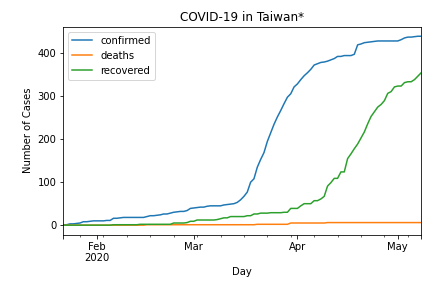 COVID-19 in Taiwan*
confirmed
deaths
recovered
Number of Cases
400
300
200
100
0
Feb
2020
Mar
Apr
May
Day